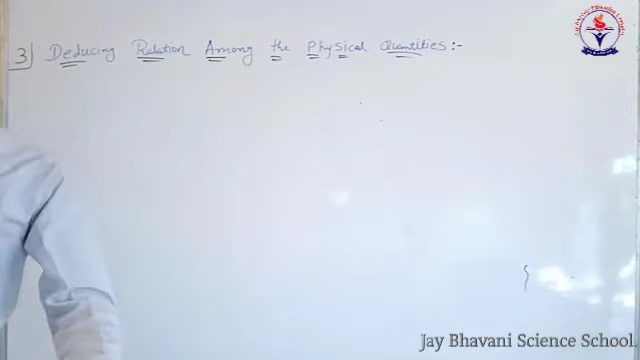 3) Deducing Relation Among the Physical Quantities :-
Jay Bhavani Science School.